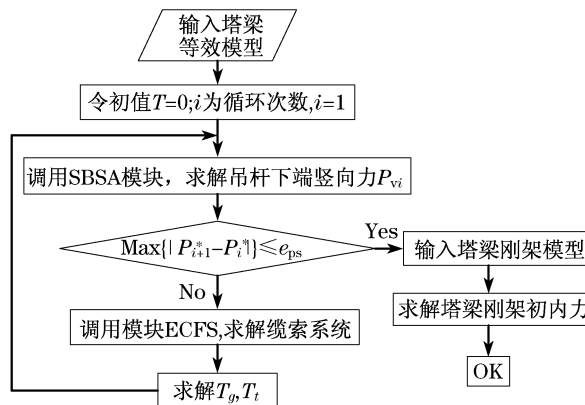 输入塔梁
等效模型
令初值T=0;i为循环次数,i=1
调用SBSA模块，求解吊杆下端竖向力Pvi
Max{| P*i+1−P*i|}≤eps
Yes
No
输入塔梁刚架模型
调用模块ECFS,求解缆索系统
求解塔梁刚架初内力
OK
求解Tg,Tt